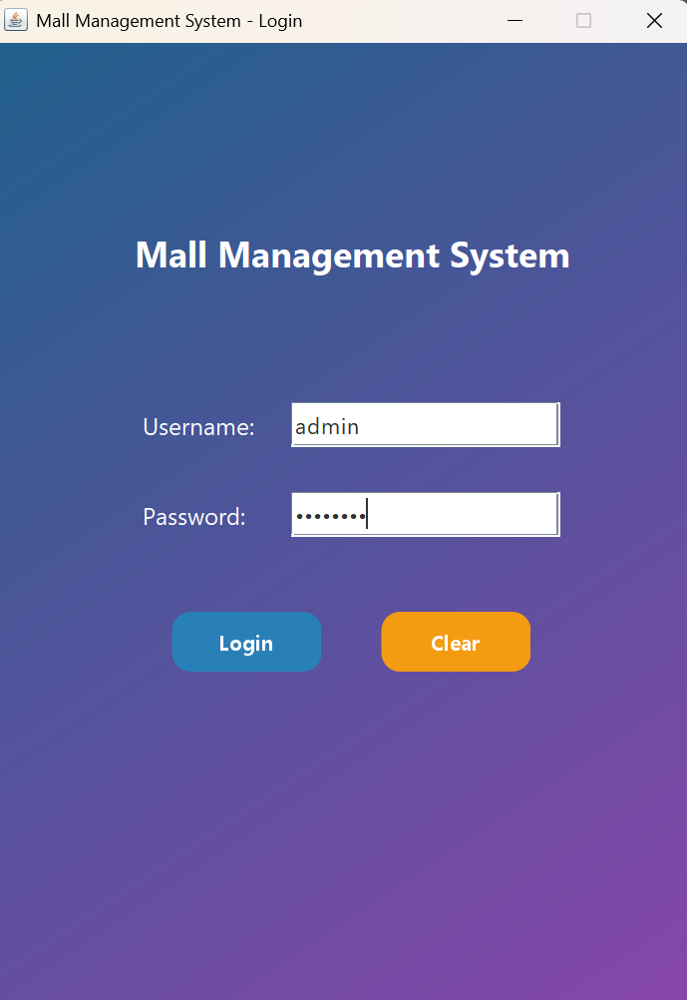 Mall Management System - Login
Mall Management System
Username: admin
Password: ••••••••
Login Clear